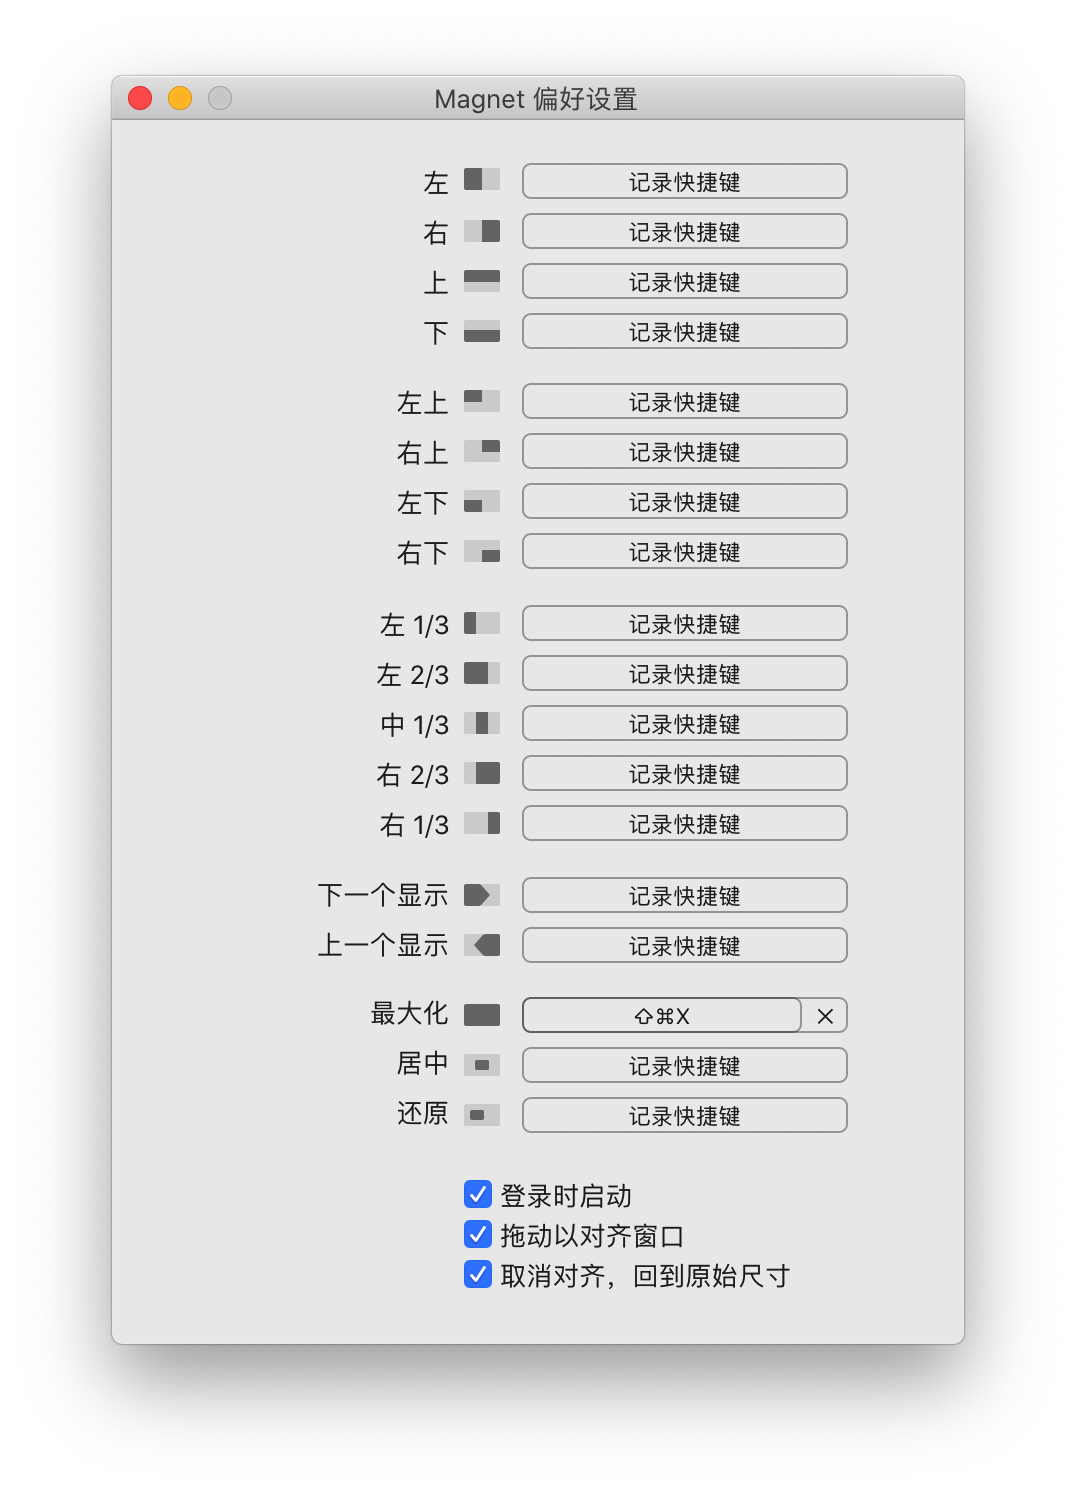 Magnet 偏好设置
左 记录快捷键
右 记录快捷键
上 记录快捷键
下 记录快捷键
左上 记录快捷键
右上 记录快捷键
左下 记录快捷键
右下 记录快捷键
左 1/3 记录快捷键
左 2/3 记录快捷键
中 1/3 记录快捷键
右 2/3 记录快捷键
右 1/3 记录快捷键
下一个显示 记录快捷键
上一个显示 记录快捷键
最大化 ⇧⌘X
居中 记录快捷键
还原 记录快捷键
登录时启动
拖动以对齐窗口
取消对齐，回到原始尺寸